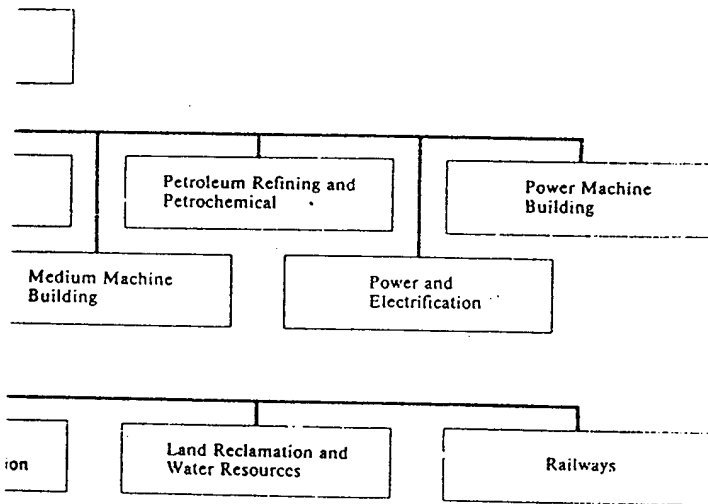 Petroleum Refining and
Petrochemical
Power Machine
Building
Medium Machine
Building
Power and
Electrification
ion
Land Reclamation and
Water Resources
Railways